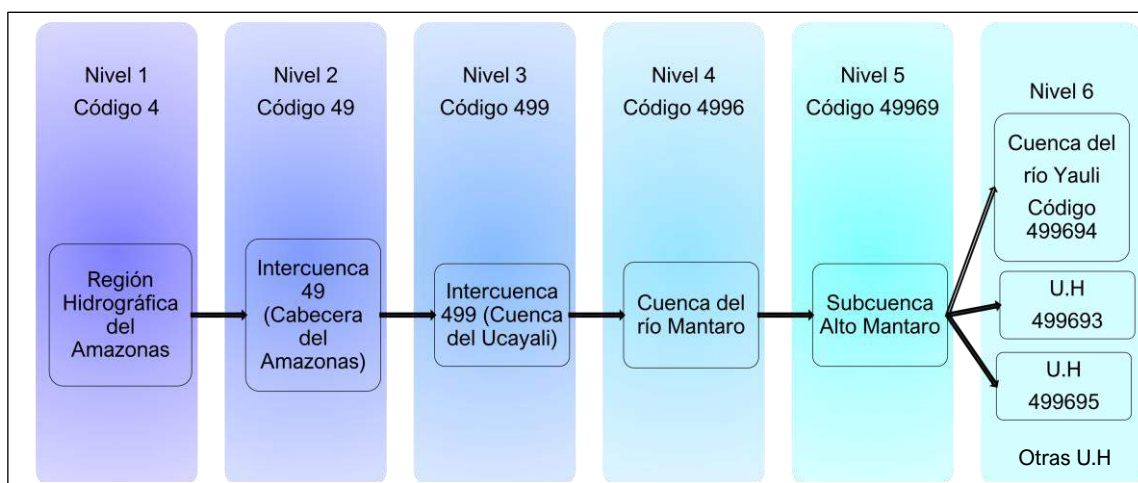 Nivel 1
Código 4
Región
Hidrográfica
del
Amazonas
Nivel 2
Código 49
Intercuenca
49
(Cabecera
del
Amazonas)
Nivel 3
Código 499
Intercuenca
499 (Cuenca
del Ucayali)
Nivel 4
Código 4996
Cuenca del
río Mantaro
Nivel 5
Código 49969
Subcuenca
Alto Mantaro
Nivel 6
Cuenca del
río Yauli
Código
499694
U.H
499693
U.H
499695
Otras U.H